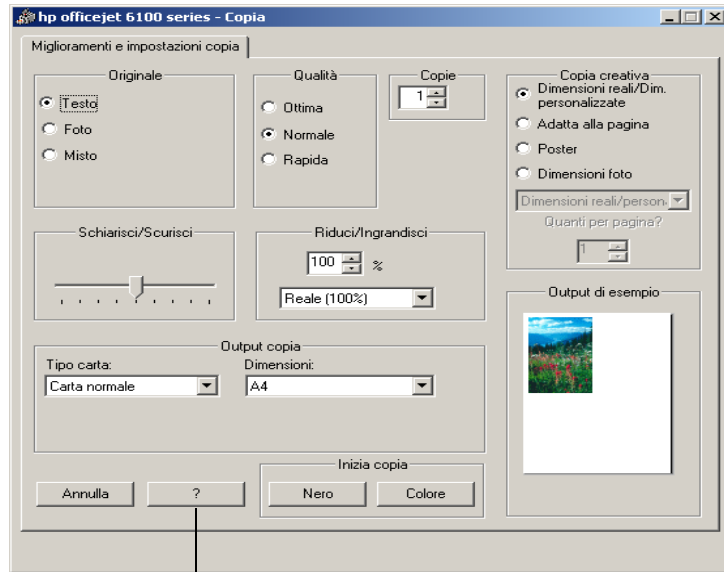 hp officejet 6100 series - Copia
Miglioramenti e impostazioni copia
Originale
Testo
Foto
Misto
Qualità
Ottima
Normale
Rapida
Copie
1
Copia creativa
Dimensioni reali/Dim.
personalizzate
Adatta alla pagina
Poster
Dimensioni foto
Dimensioni reali/person.
Quanti per pagina?
1
Schiarisci/Scurisci
Riduci/Ingrandisci
100 %
Reale (100%)
Output copia
Tipo carta:
Carta normale
Dimensioni:
A4
Output di esempio
Annulla
?
Inizia copia
Nero
Colore